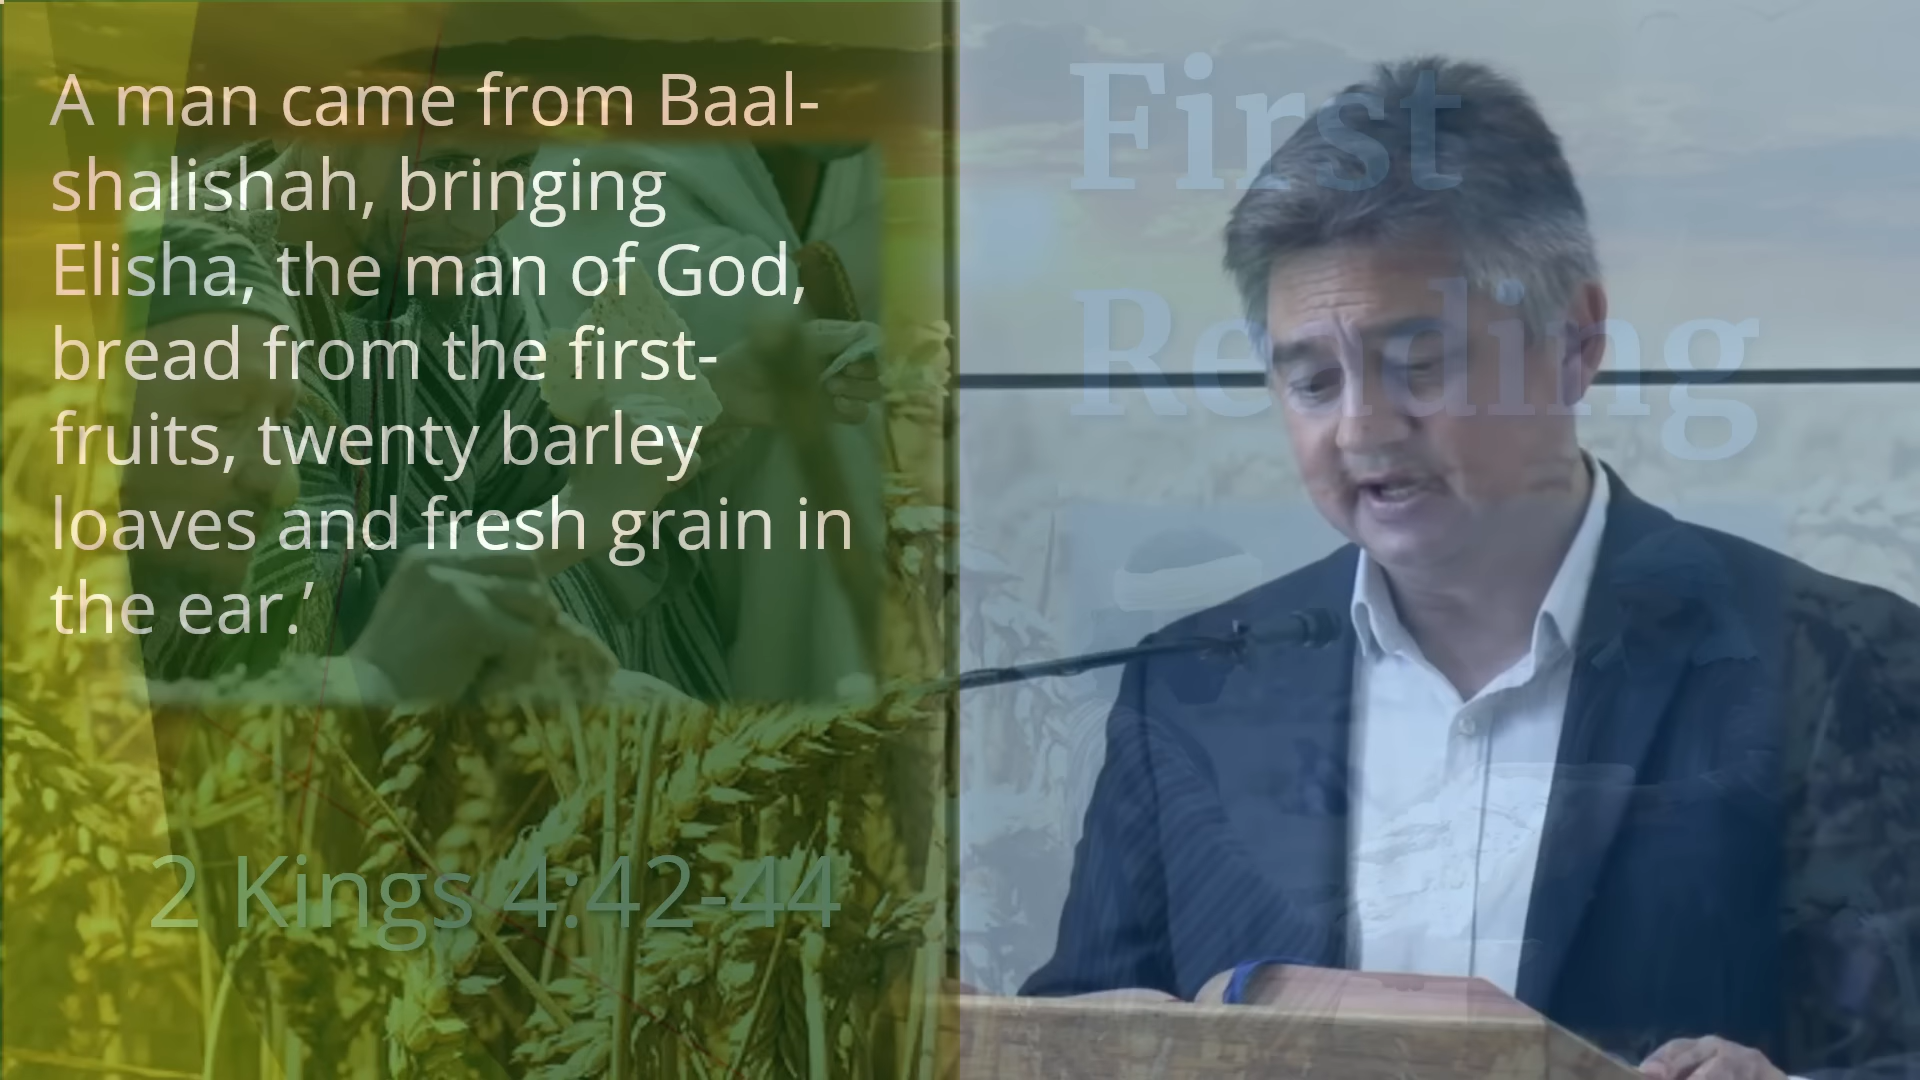 A man came from Baal-
shalishah, bringing
Elisha, the man of God,
bread from the first-
fruits, twenty barley
loaves and fresh grain in
the ear.’
2 Kings 4:42-44
First
Reading